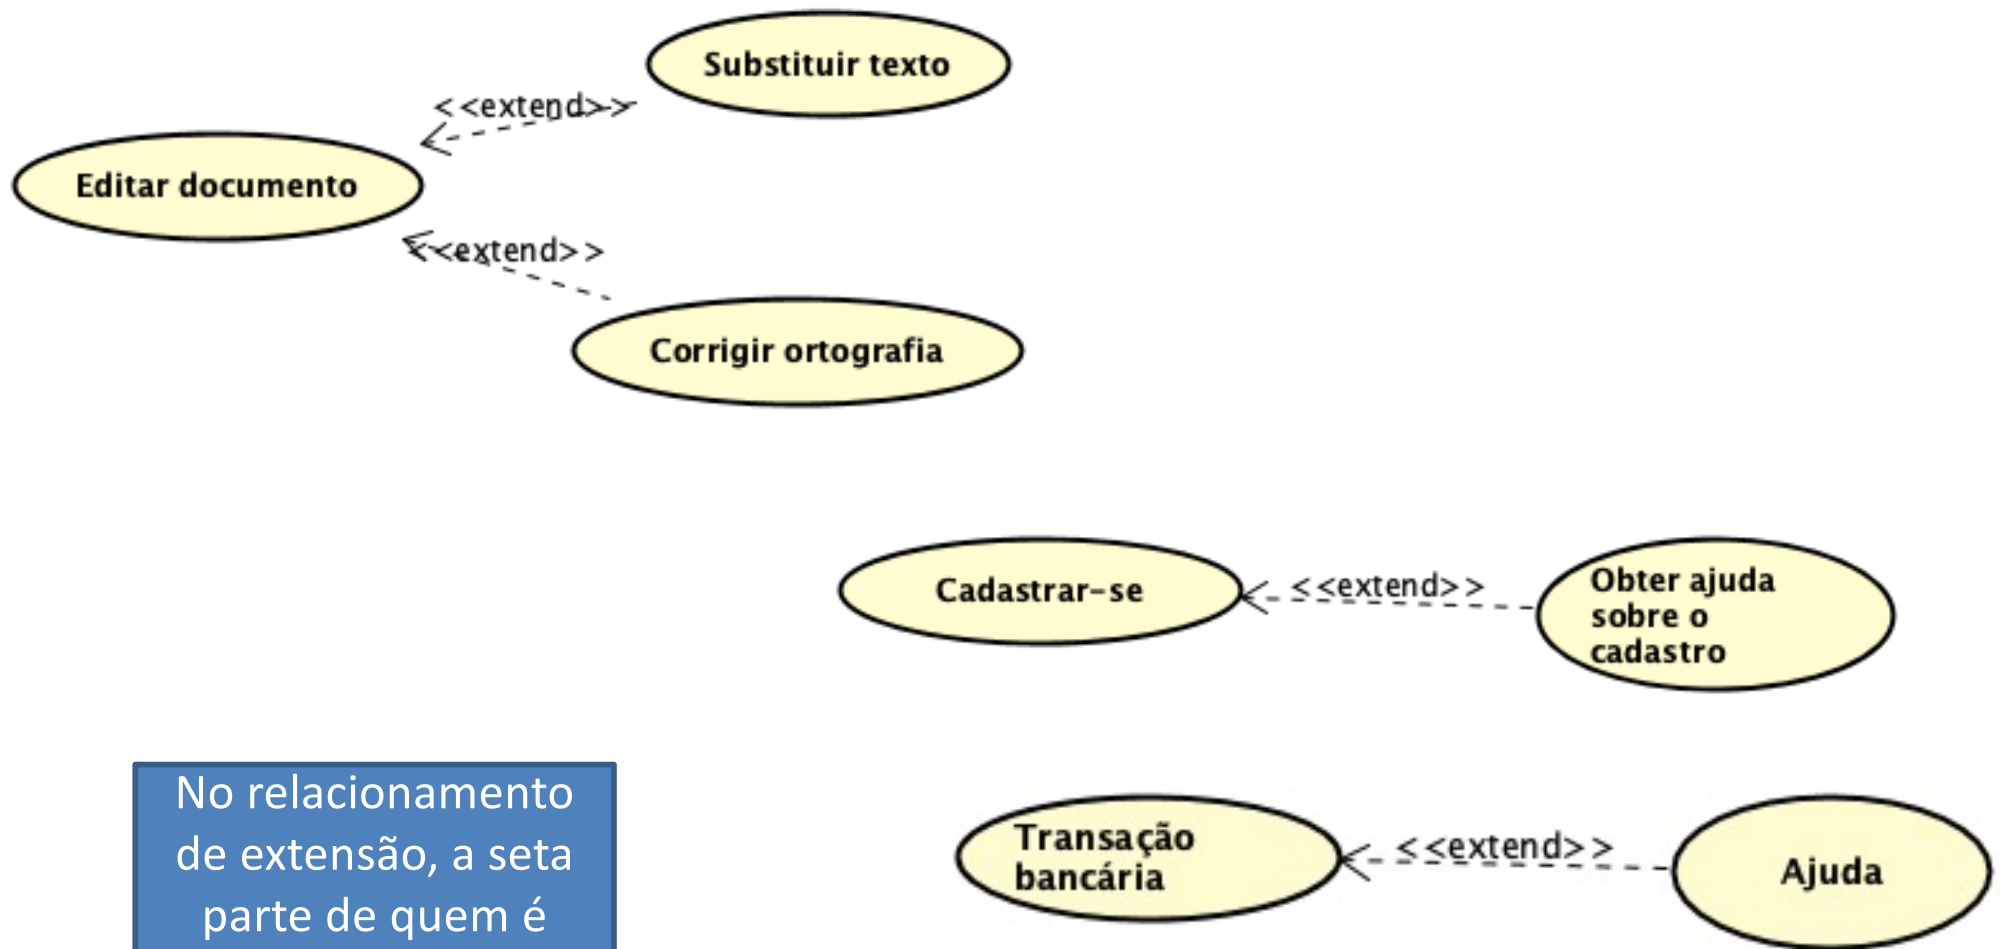 Substituir texto
<<extend>>
Editar documento
<<extend>>
Corrigir ortografia
Cadastrar-se
<<extend>>
Obter ajuda
sobre o
cadastro
No relacionamento
de extensão, a seta
parte de quem é
Transação
bancária
<<extend>>
Ajuda